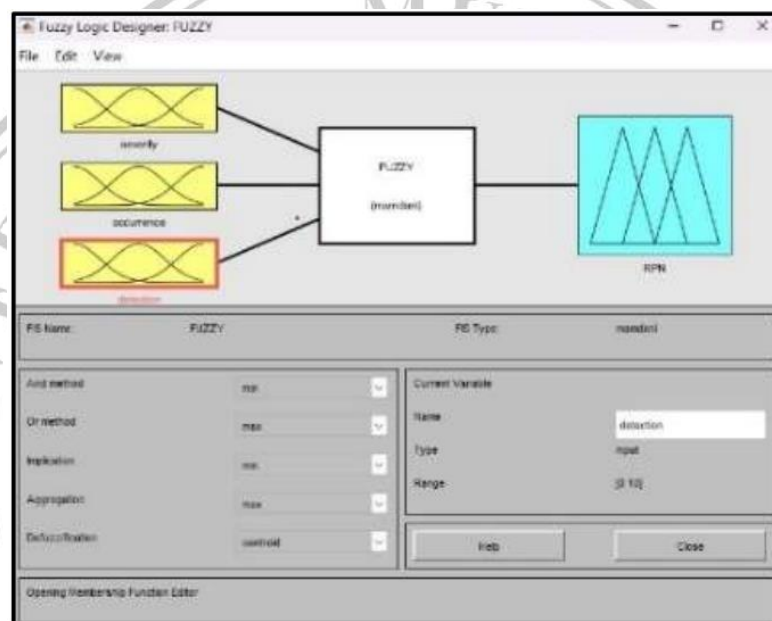 Fuzzy Logic Designer: FUZZY
File Edit View
severity
occurrence
detection
FUZZY
(mamdani)
RPN
FIS Name: FUZZY FIS Type: mamdani
And method min
Or method max
Implication min
Aggregation max
Defuzzification centroid
Current Variable
Name detection
Type input
Range [0 10]
Help Close
Opening Membership Function Editor